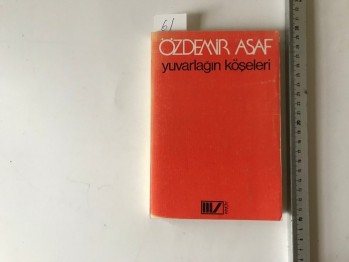 61
ÖZDEMİR ASAF
yuvarlağın köşeleri